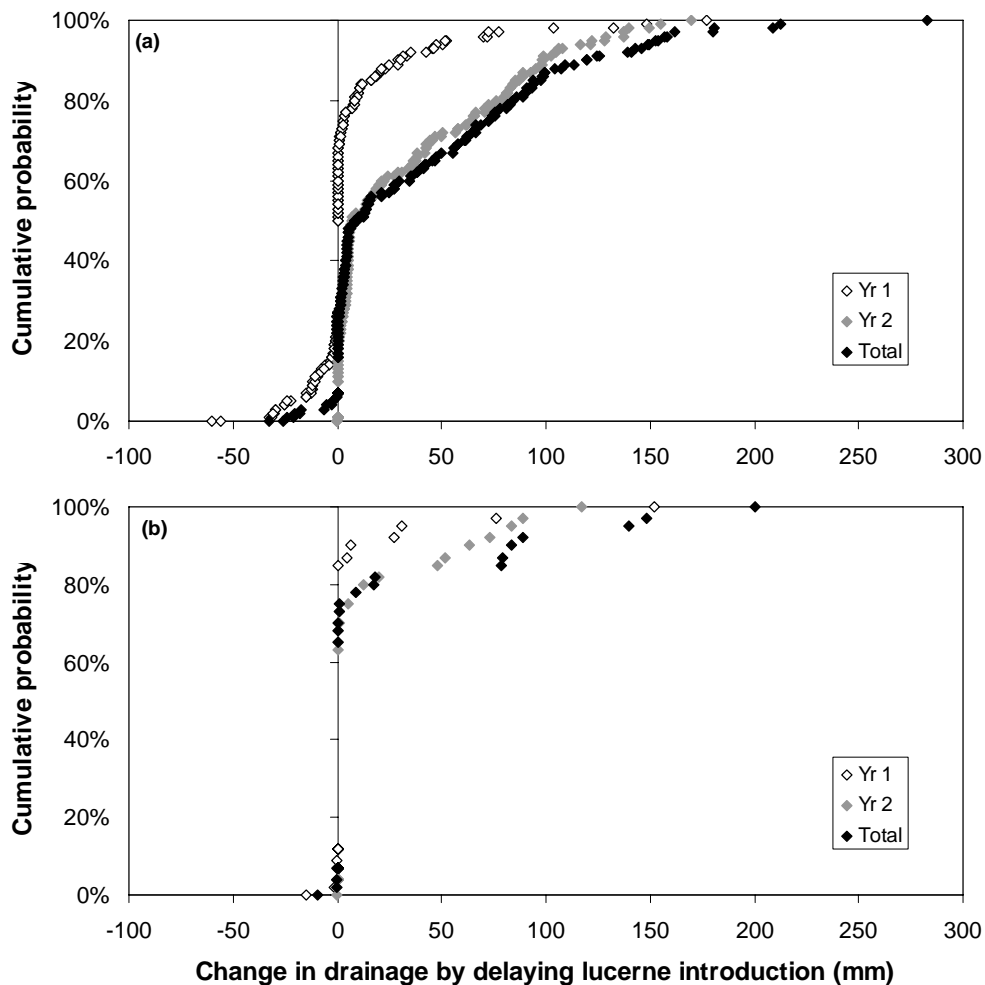 100%
(a)
80%
60%
40%
20%
0%
Cumulative probability
Yr 1
Yr 2
Total
-100 -50 0 50 100 150 200 250 300
100%
(b)
80%
60%
40%
20%
0%
Cumulative probability
Yr 1
Yr 2
Total
-100 -50 0 50 100 150 200 250 300
Change in drainage by delaying lucerne introduction (mm)